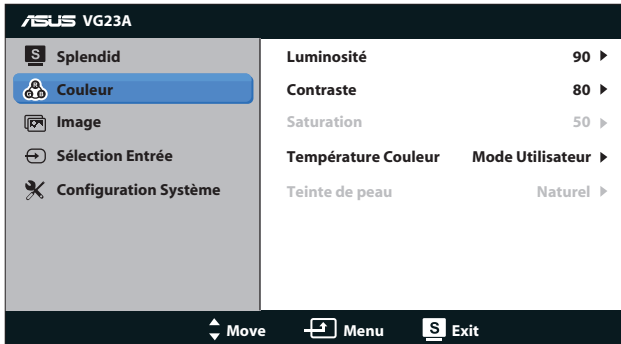 ASUS VG23A
S Splendid
Couleur
Image
Sélection Entrée
Configuration Système
Luminosité 90
Contraste 80
Saturation 50
Température Couleur Mode Utilisateur
Teinte de peau Naturel
Move Menu S Exit